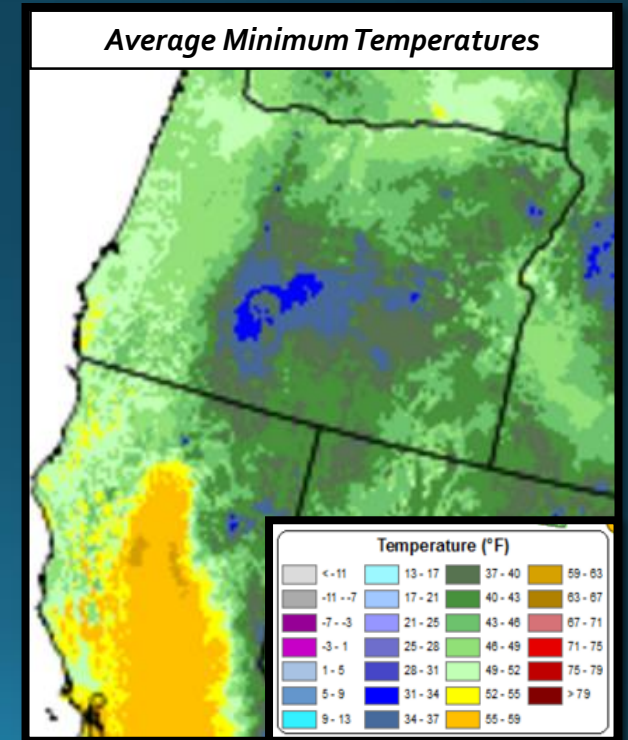 Average Minimum Temperatures
Temperature (°F)
< -11
-11 - -7
-7 - -3
-3 - 1
1 - 5
5 - 9
9 - 13
13 - 17
17 - 21
21 - 25
25 - 28
28 - 31
31 - 34
34 - 37
37 - 40
40 - 43
43 - 46
46 - 49
49 - 52
52 - 55
55 - 59
59 - 63
63 - 67
67 - 71
71 - 75
75 - 79
> 79